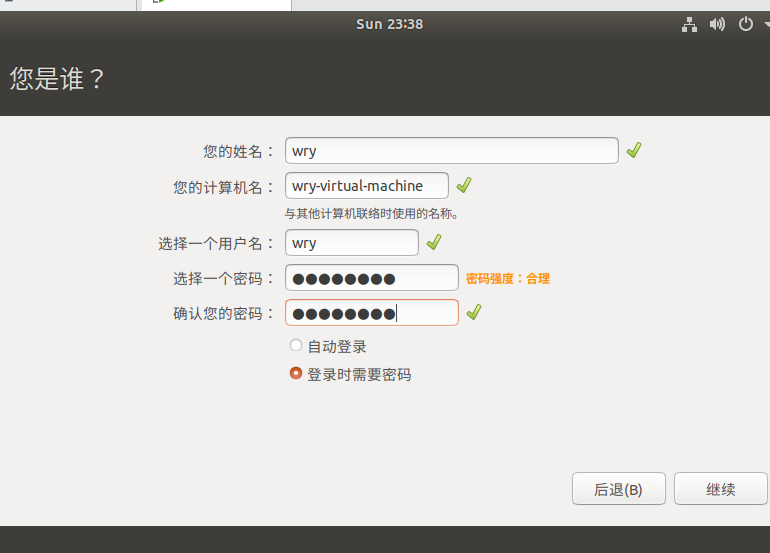 Sun 23:38
您是谁？
您的姓名： wry
您的计算机名： wry-virtual-machine
与其他计算机联络时使用的名称。
选择一个用户名： wry
选择一个密码： ●●●●●●●● 密码强度：合理
确认您的密码： ●●●●●●●●
自动登录
登录时需要密码
后退(B) 继续